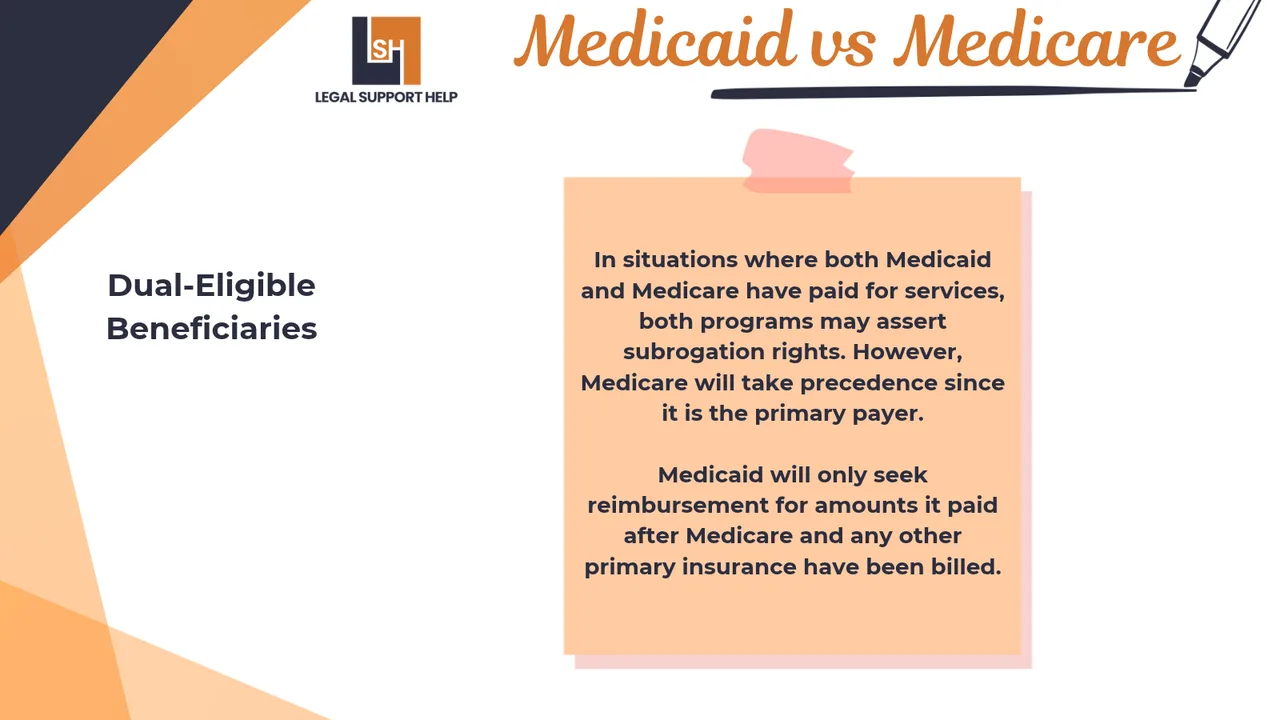 SH
LEGAL SUPPORT HELP
Medicaid vs Medicare
Dual-Eligible
Beneficiaries
In situations where both Medicaid
and Medicare have paid for services,
both programs may assert
subrogation rights. However,
Medicare will take precedence since
it is the primary payer.
Medicaid will only seek
reimbursement for amounts it paid
after Medicare and any other
primary insurance have been billed.